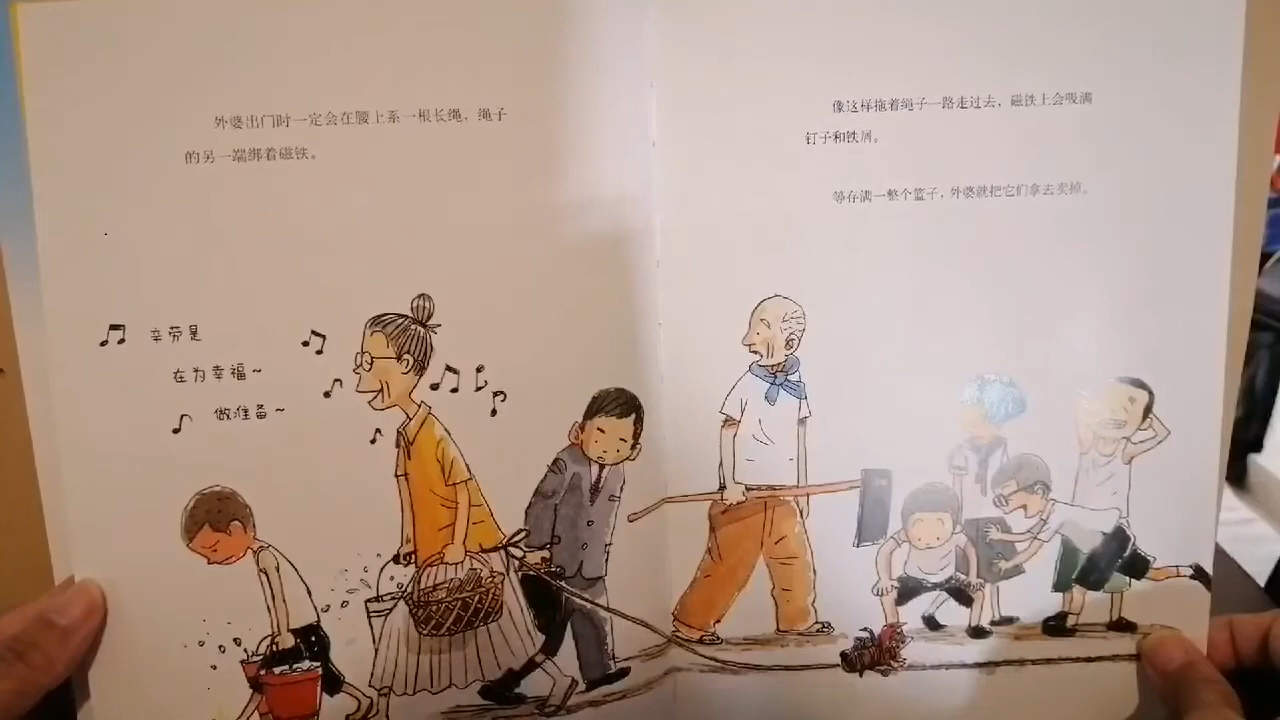 外婆出门时一定会在腰上系一根长绳，绳子
的另一端绑着磁铁。
像这样拖着绳子一路走过去，磁铁上会吸满
钉子和铁屑。
等存满一整个篮子，外婆就把它们拿去卖掉。
辛劳是
在为幸福~
做准备~